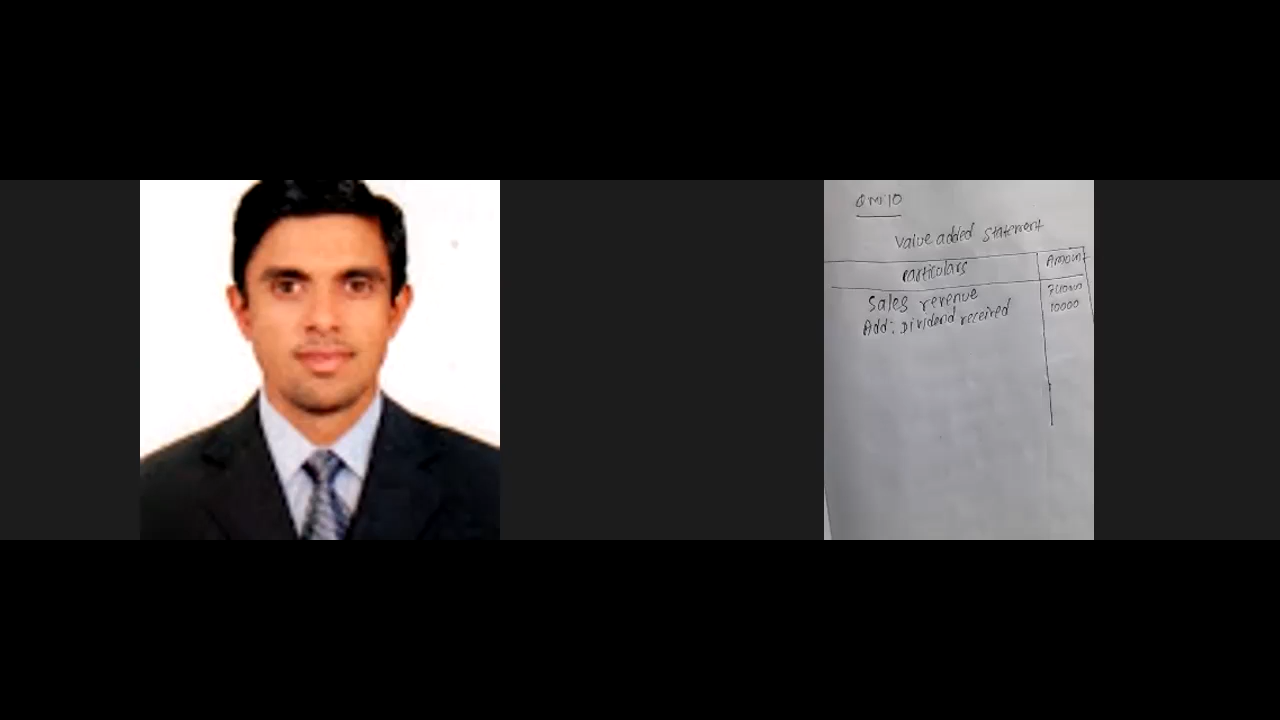 Q no 10
Value added statement
Particulars Amount
Sales revenue
Add: Dividend received 10000